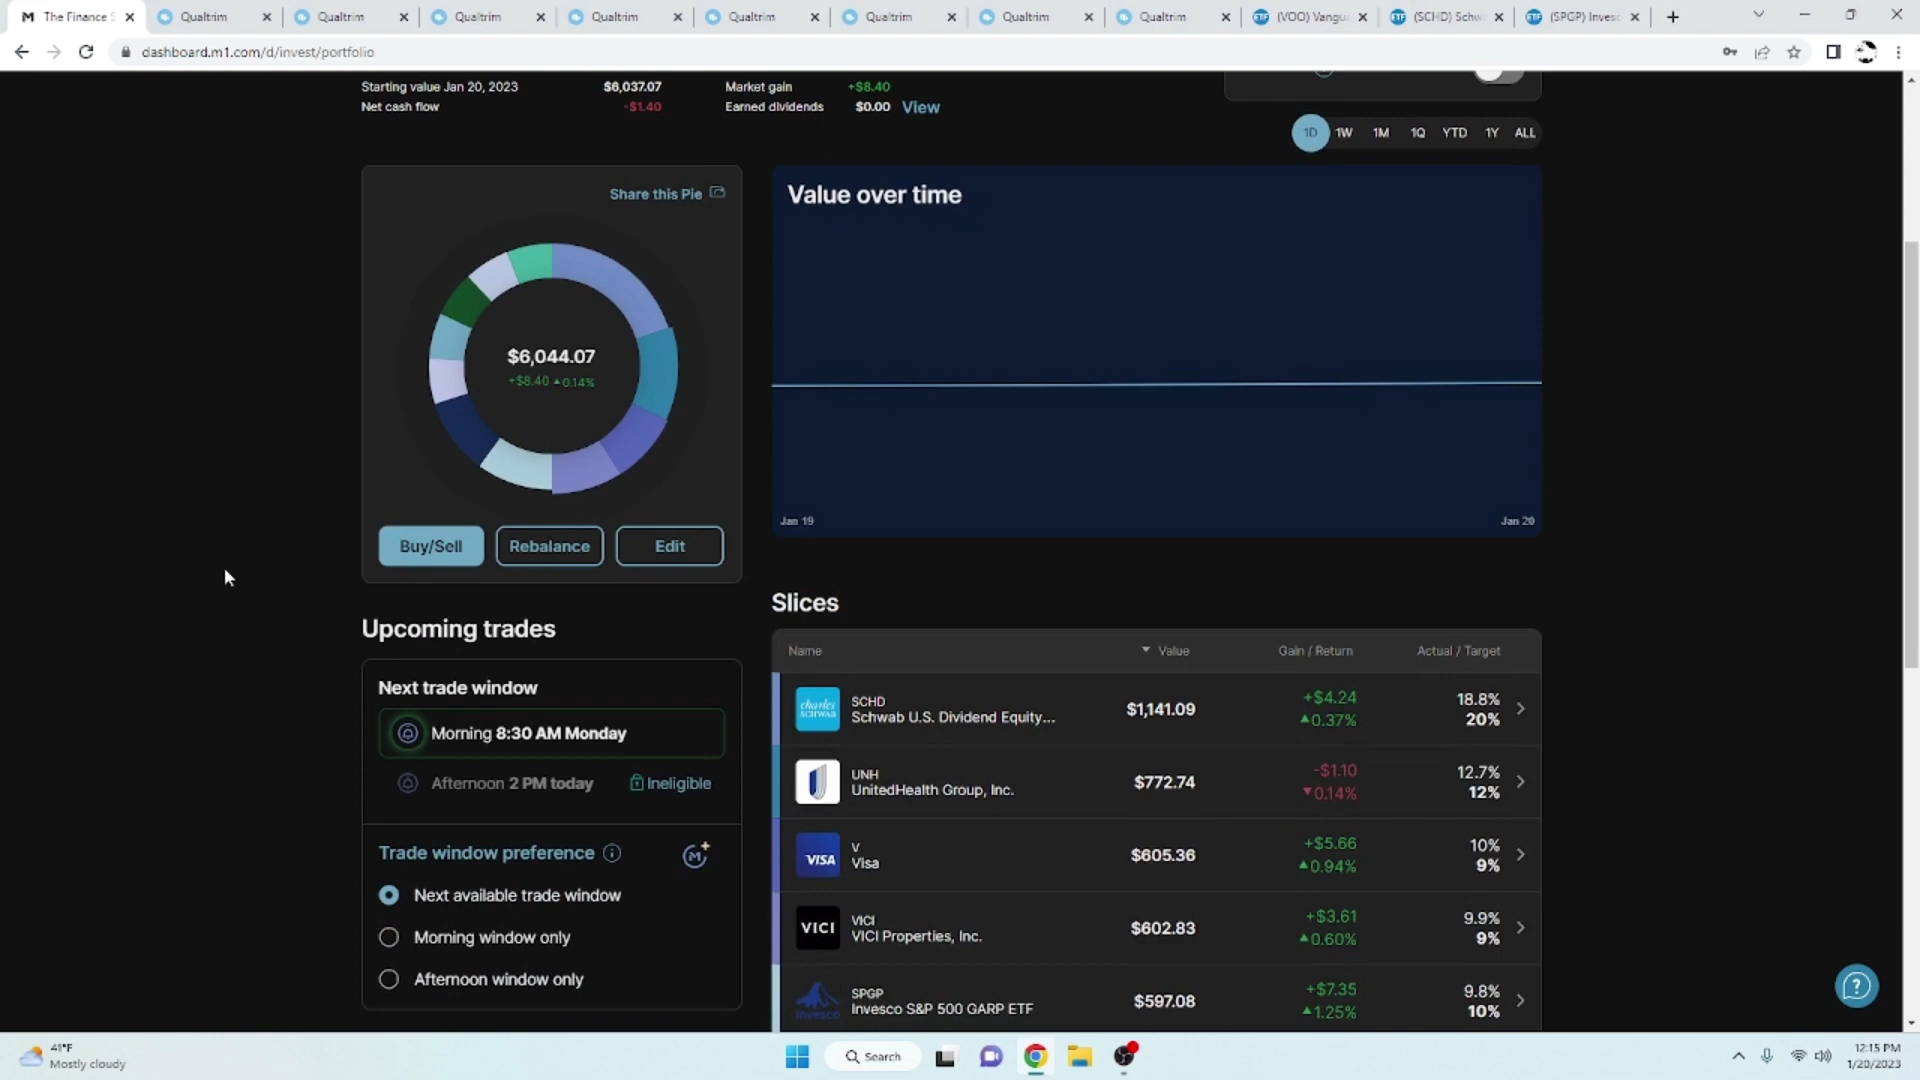 The Finance S
Qualtrim
Qualtrim
Qualtrim
Qualtrim
Qualtrim
Qualtrim
Qualtrim
Qualtrim
(VOO) Vangu
(SCHD) Schw
(SPGP) Invesc
dashboard.m1.com/d/invest/portfolio
Starting value Jan 20, 2023 $6,037.07 Market gain +$8.40
Net cash flow -$1.40 Earned dividends $0.00 View
1D 1W 1M 1Q YTD 1Y ALL
Share this Pie
$6,044.07
+$8.40 ▲0.14%
Buy/Sell Rebalance Edit
Value over time
Jan 19 Jan 20
Upcoming trades
Next trade window
Morning 8:30 AM Monday
Afternoon 2 PM today Ineligible
Trade window preference
Next available trade window
Morning window only
Afternoon window only
Slices
Name ▼ Value Gain / Return Actual / Target
charles
SCHWAB
SCHD
Schwab U.S. Dividend Equity...
$1,141.09
+$4.24
▲0.37%
18.8%
20%
UNH
UnitedHealth Group, Inc.
$772.74
-$1.10
▼0.14%
12.7%
12%
VISA
V
Visa
$605.36
+$5.66
▲0.94%
10%
9%
VICI
VICI
VICI Properties, Inc.
$602.83
+$3.61
▲0.60%
9.9%
9%
Invesco
SPGP
Invesco S&P 500 GARP ETF
$597.08
+$7.35
▲1.25%
9.8%
10%
41°F
Mostly cloudy
Search
12:15 PM
1/20/2023